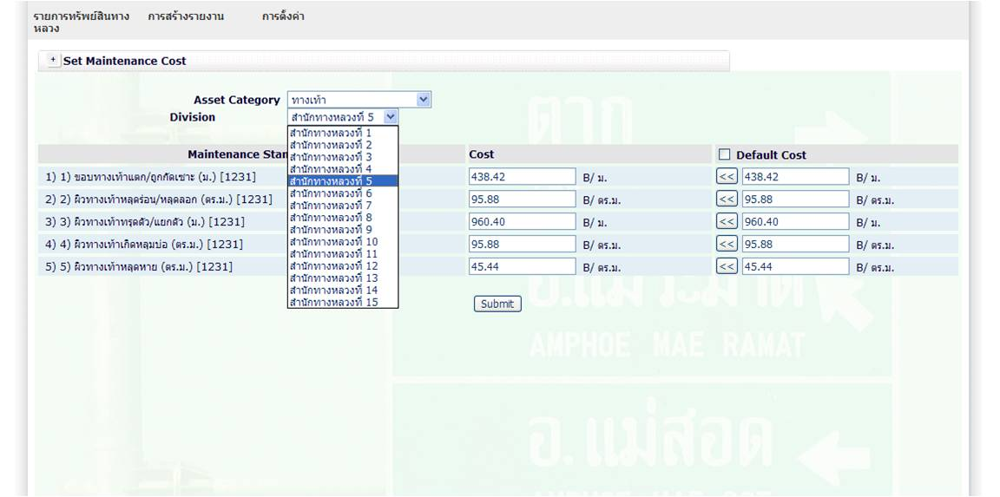 รายการทรัพย์สินทาง การสร้างรายงาน การตั้งค่า
หลวง
+ Set Maintenance Cost
Asset Category ทางเท้า
Division สำนักทางหลวงที่ 5
สำนักทางหลวงที่ 1
สำนักทางหลวงที่ 2
สำนักทางหลวงที่ 3
สำนักทางหลวงที่ 4
สำนักทางหลวงที่ 5
สำนักทางหลวงที่ 6
สำนักทางหลวงที่ 7
สำนักทางหลวงที่ 8
สำนักทางหลวงที่ 9
สำนักทางหลวงที่ 10
สำนักทางหลวงที่ 11
สำนักทางหลวงที่ 12
สำนักทางหลวงที่ 13
สำนักทางหลวงที่ 14
สำนักทางหลวงที่ 15
Maintenance Stan Cost Default Cost
1) 1) ขอบทางเท้าแตก/ถูกกัดเซาะ (ม.) [1231] 438.42 B/ ม. << 438.42 B/ ม.
2) 2) ผิวทางเท้าหลุดร่อน/หลุดลอก (ตร.ม.) [1231] 95.88 B/ ตร.ม. << 95.88 B/ ตร.ม.
3) 3) ผิวทางเท้าทรุดตัว/แยกตัว (ม.) [1231] 960.40 B/ ม. << 960.40 B/ ม.
4) 4) ผิวทางเท้าเกิดหลุมบ่อ (ตร.ม.) [1231] 95.88 B/ ตร.ม. << 95.88 B/ ตร.ม.
5) 5) ผิวทางเท้าหลุดหาย (ตร.ม.) [1231] 45.44 B/ ตร.ม. << 45.44 B/ ตร.ม.
Submit
ตาก
อ.แม่ระมาด
AMPHOE MAE RAMAT
อ.แม่สอด